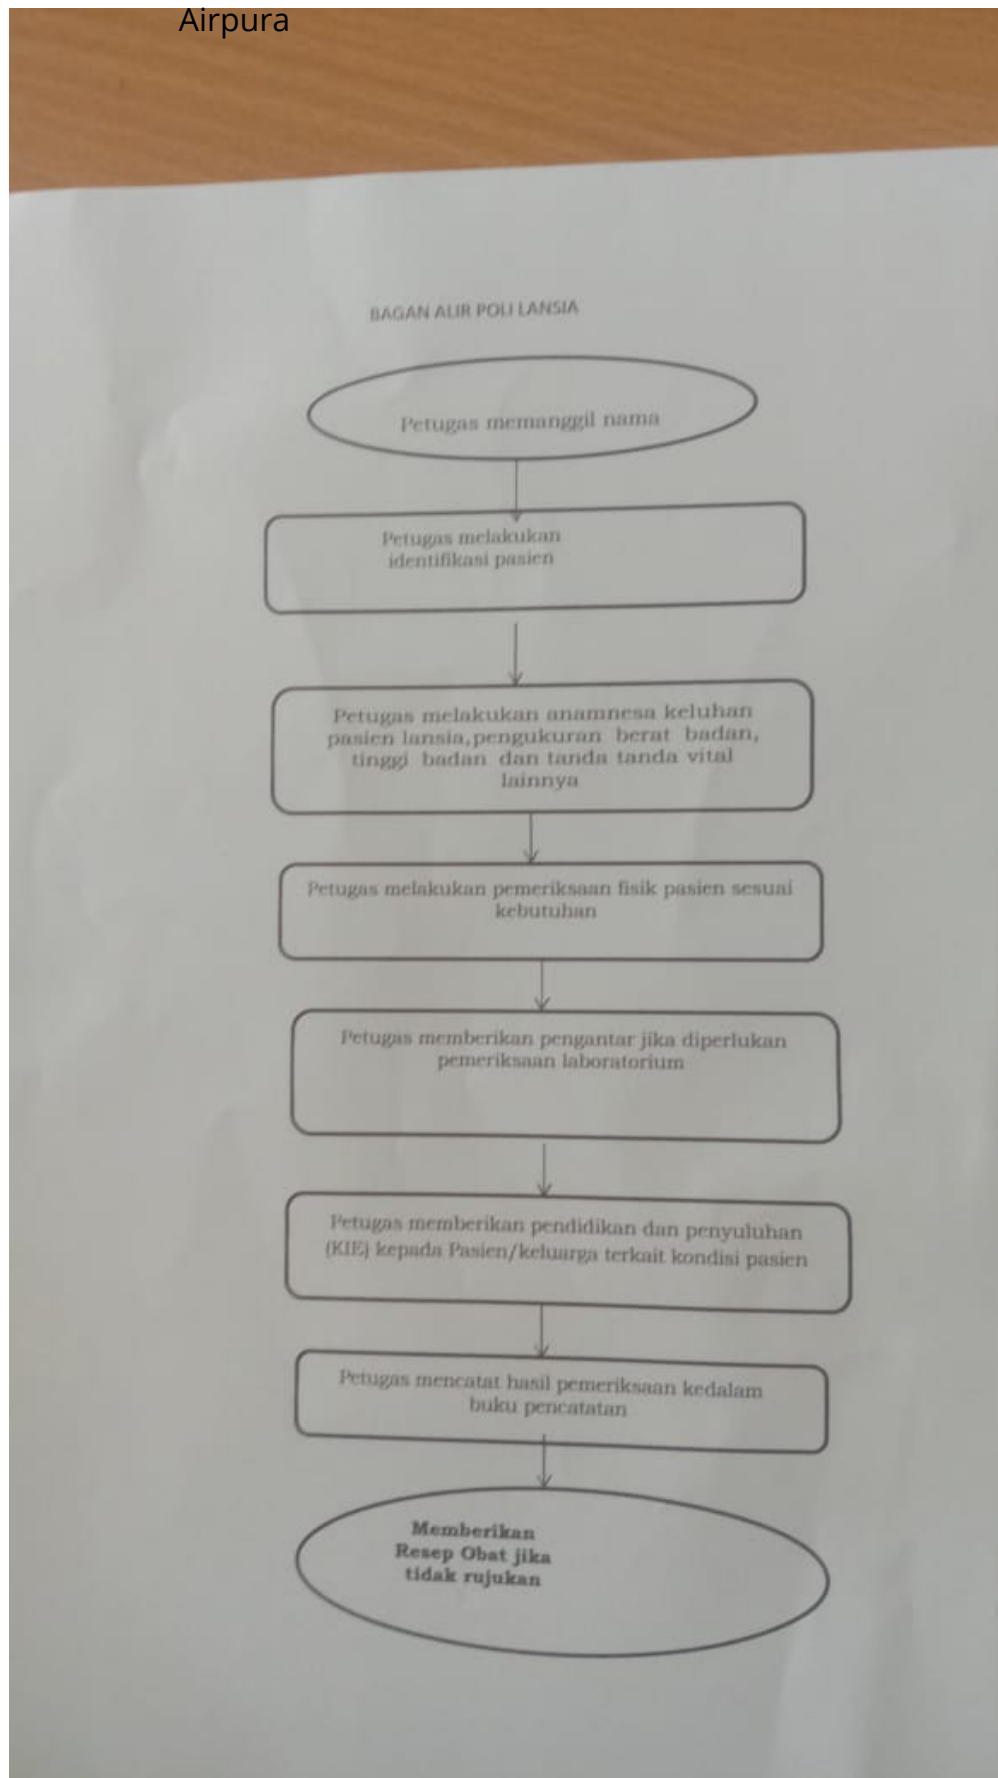 Airpura
BAGAN ALIR POLI LANSIA
Petugas memanggil nama
Petugas melakukan
identifikasi pasien
Petugas melakukan anamnesa keluhan
pasien lansia,pengukuran berat badan,
tinggi badan dan tanda tanda vital
lainnya
Petugas melakukan pemeriksaan fisik pasien sesuai
kebutuhan
Petugas memberikan pengantar jika diperlukan
pemeriksaan laboratorium
Petugas memberikan pendidikan dan penyuluhan
(KIE) kepada Pasien/keluarga terkait kondisi pasien
Petugas mencatat hasil pemeriksaan kedalam
buku pencatatan
Memberikan
Resep Obat jika
tidak rujukan